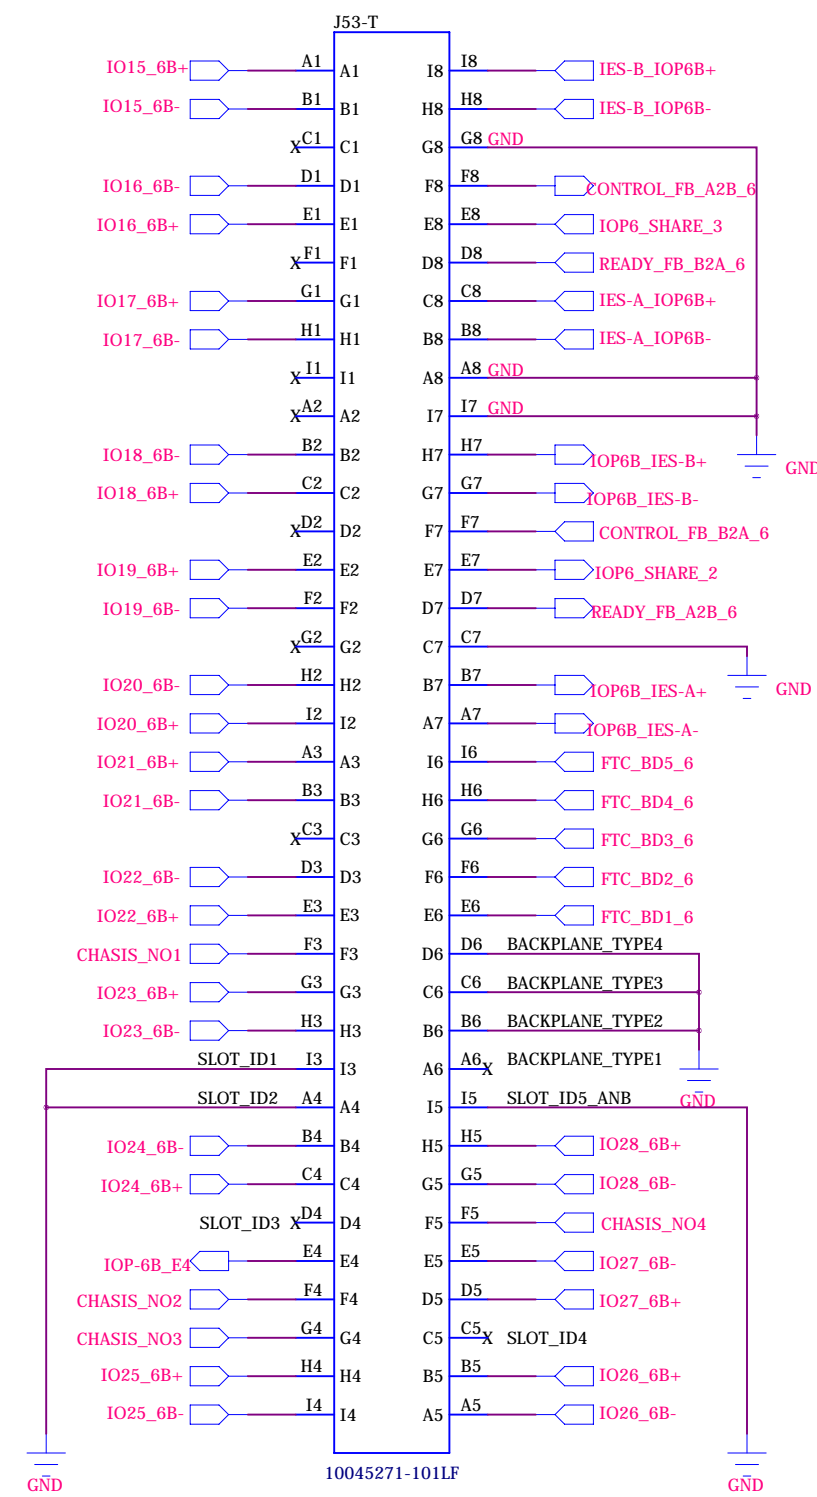 J53-T
IO15_6B+ A1 A1 I8 I8 IES-B_IOP6B+
IO15_6B- B1 B1 H8 H8 IES-B_IOP6B-
X C1 C1 G8 G8 GND
IO16_6B- D1 D1 F8 F8 CONTROL_FB_A2B_6
IO16_6B+ E1 E1 E8 E8 IOP6_SHARE_3
X F1 F1 D8 D8 READY_FB_B2A_6
IO17_6B+ G1 G1 C8 C8 IES-A_IOP6B+
IO17_6B- H1 H1 B8 B8 IES-A_IOP6B-
X I1 I1 A8 A8 GND
X A2 A2 I7 I7 GND
IO18_6B- B2 B2 H7 H7 IOP6B_IES-B+
GND
IO18_6B+ C2 C2 G7 G7 IOP6B_IES-B-
X D2 D2 F7 F7 CONTROL_FB_B2A_6
IO19_6B+ E2 E2 E7 E7 IOP6_SHARE_2
IO19_6B- F2 F2 D7 D7 READY_FB_A2B_6
X G2 G2 C7 C7
IO20_6B- H2 H2 B7 B7 IOP6B_IES-A+ GND
IO20_6B+ I2 I2 A7 A7 IOP6B_IES-A-
IO21_6B+ A3 A3 I6 I6 FTC_BD5_6
IO21_6B- B3 B3 H6 H6 FTC_BD4_6
X C3 C3 G6 G6 FTC_BD3_6
IO22_6B- D3 D3 F6 F6 FTC_BD2_6
IO22_6B+ E3 E3 E6 E6 FTC_BD1_6
CHASIS_NO1 F3 F3 D6 D6 BACKPLANE_TYPE4
IO23_6B+ G3 G3 C6 C6 BACKPLANE_TYPE3
IO23_6B- H3 H3 B6 B6 BACKPLANE_TYPE2
SLOT_ID1 I3 I3 A6 A6 X BACKPLANE_TYPE1
SLOT_ID2 A4 A4 I5 I5 SLOT_ID5_ANB GND
IO24_6B- B4 B4 H5 H5 IO28_6B+
IO24_6B+ C4 C4 G5 G5 IO28_6B-
SLOT_ID3 X D4 D4 F5 F5 CHASIS_NO4
IOP-6B_E4 E4 E4 E5 E5 IO27_6B-
CHASIS_NO2 F4 F4 D5 D5 IO27_6B+
CHASIS_NO3 G4 G4 C5 C5 X SLOT_ID4
IO25_6B+ H4 H4 B5 B5 IO26_6B+
IO25_6B- I4 I4 A5 A5 IO26_6B-
10045271-101LF
GND GND